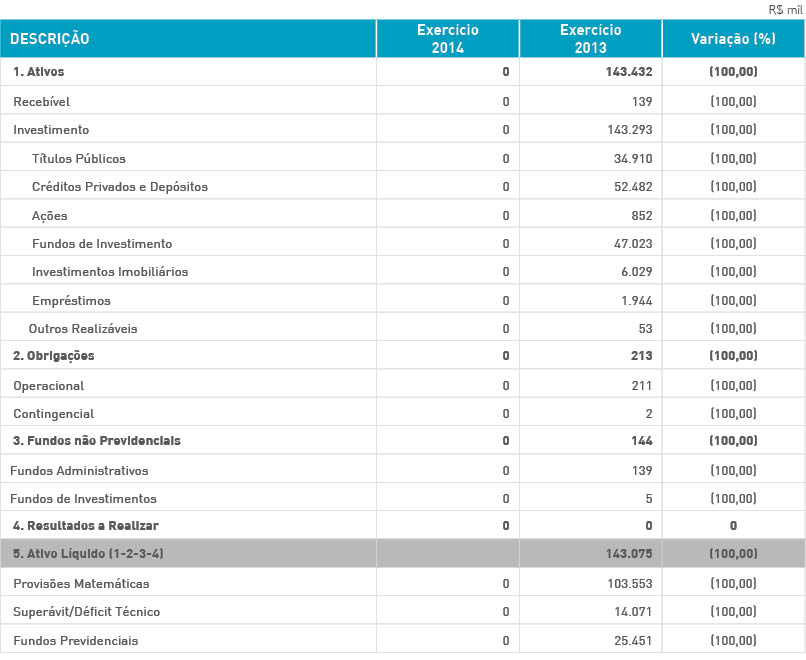 R$ mil
DESCRIÇÃO Exercício 2014 Exercício 2013 Variação (%)
1. Ativos 0 143.432 (100,00)
Recebível 0 139 (100,00)
Investimento 0 143.293 (100,00)
Títulos Públicos 0 34.910 (100,00)
Créditos Privados e Depósitos 0 52.482 (100,00)
Ações 0 852 (100,00)
Fundos de Investimento 0 47.023 (100,00)
Investimentos Imobiliários 0 6.029 (100,00)
Empréstimos 0 1.944 (100,00)
Outros Realizáveis 0 53 (100,00)
2. Obrigações 0 213 (100,00)
Operacional 0 211 (100,00)
Contingencial 0 2 (100,00)
3. Fundos não Previdenciais 0 144 (100,00)
Fundos Administrativos 0 139 (100,00)
Fundos de Investimentos 0 5 (100,00)
4. Resultados a Realizar 0 0 0
5. Ativo Líquido (1-2-3-4) 143.075 (100,00)
Provisões Matemáticas 0 103.553 (100,00)
Superávit/Déficit Técnico 0 14.071 (100,00)
Fundos Previdenciais 0 25.451 (100,00)